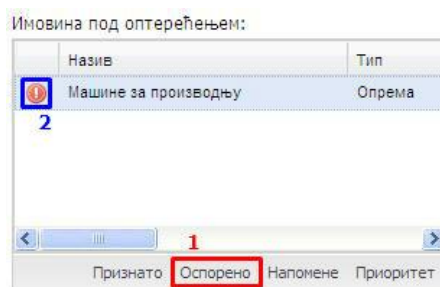 Имовина под оптерећењем:
Назив Тип
Машине за производњу Опрема
2
1
Признато Оспорено Напомене Приоритет